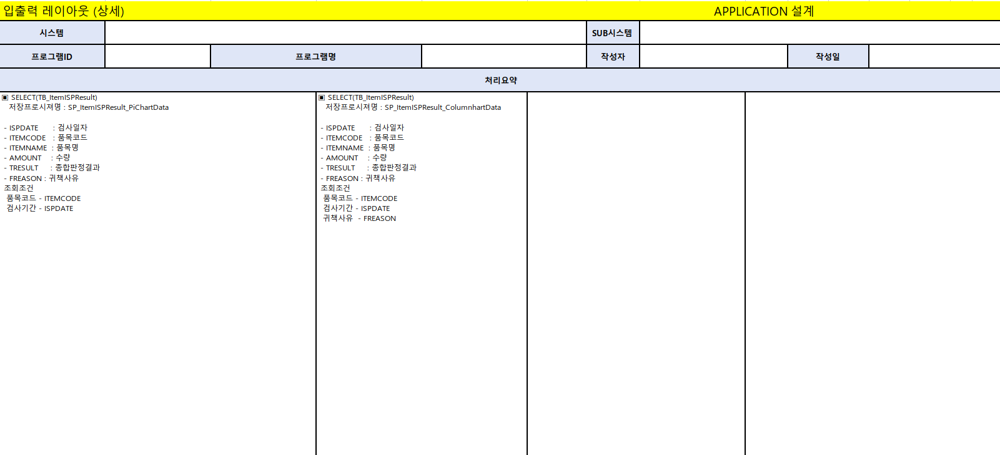 입출력 레이아웃 (상세)
APPLICATION 설계
시스템
SUB시스템
프로그램ID
프로그램명
작성자
작성일
처리요약
▣ SELECT(TB_ItemISPResult)
저장프로시져명 : SP_ItemISPResult_PiChartData
- ISPDATE : 검사일자
- ITEMCODE : 품목코드
- ITEMNAME : 품목명
- AMOUNT : 수량
- TRESULT : 종합판정결과
- FREASON : 귀책사유
조회조건
품목코드 - ITEMCODE
검사기간 - ISPDATE
▣ SELECT(TB_ItemISPResult)
저장프로시져명 : SP_ItemISPResult_ColumnhartData
- ISPDATE : 검사일자
- ITEMCODE : 품목코드
- ITEMNAME : 품목명
- AMOUNT : 수량
- TRESULT : 종합판정결과
- FREASON : 귀책사유
조회조건
품목코드 - ITEMCODE
검사기간 - ISPDATE
귀책사유 - FREASON